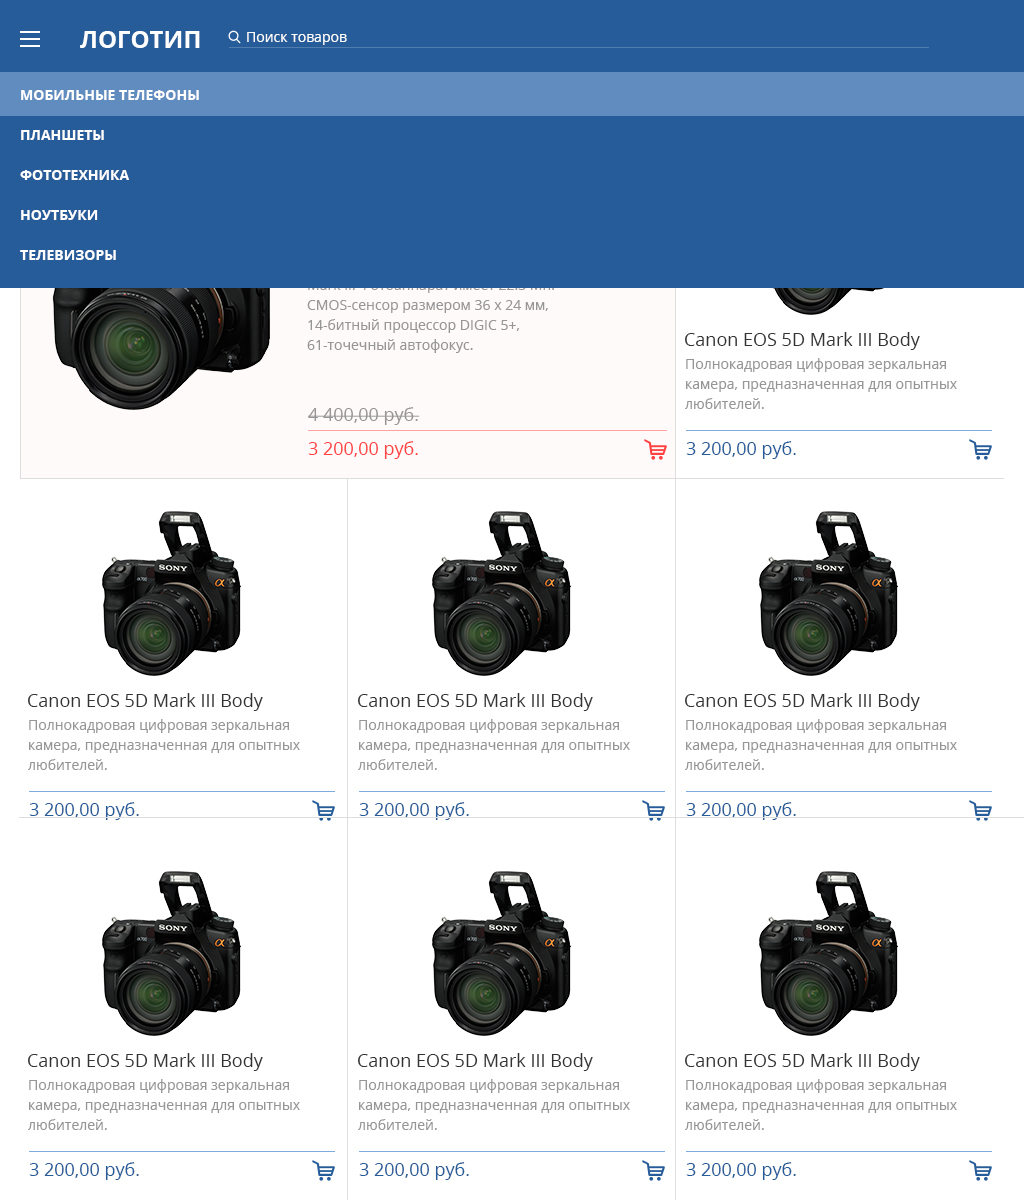 ЛОГОТИП
Поиск товаров
МОБИЛЬНЫЕ ТЕЛЕФОНЫ
ПЛАНШЕТЫ
ФОТОТЕХНИКА
НОУТБУКИ
ТЕЛЕВИЗОРЫ
CMOS-сенсор размером 36 x 24 мм,
14-битный процессор DIGIC 5+,
61-точечный автофокус.
4 400,00 руб.
3 200,00 руб.
Canon EOS 5D Mark III Body
Полнокадровая цифровая зеркальная
камера, предназначенная для опытных
любителей.
3 200,00 руб.
SONY
α700
α
Canon EOS 5D Mark III Body
Полнокадровая цифровая зеркальная
камера, предназначенная для опытных
любителей.
3 200,00 руб.
SONY
α700
α
Canon EOS 5D Mark III Body
Полнокадровая цифровая зеркальная
камера, предназначенная для опытных
любителей.
3 200,00 руб.
SONY
α700
α
Canon EOS 5D Mark III Body
Полнокадровая цифровая зеркальная
камера, предназначенная для опытных
любителей.
3 200,00 руб.
SONY
α700
α
Canon EOS 5D Mark III Body
Полнокадровая цифровая зеркальная
камера, предназначенная для опытных
любителей.
3 200,00 руб.
SONY
α700
α
Canon EOS 5D Mark III Body
Полнокадровая цифровая зеркальная
камера, предназначенная для опытных
любителей.
3 200,00 руб.
SONY
α700
α
Canon EOS 5D Mark III Body
Полнокадровая цифровая зеркальная
камера, предназначенная для опытных
любителей.
3 200,00 руб.